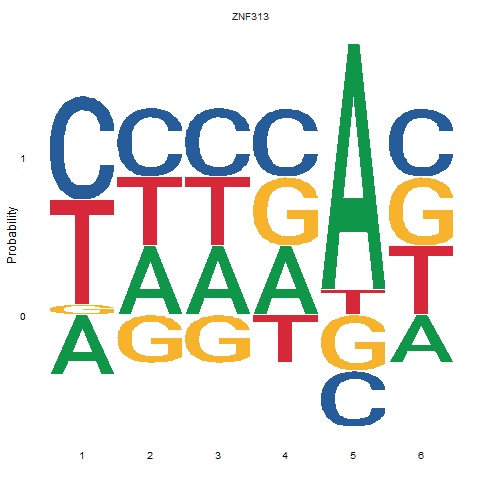 ZNF313
Probability
1
0
C C C C A C
T T T G T G
G A A A G T
A G G T C A
1 2 3 4 5 6